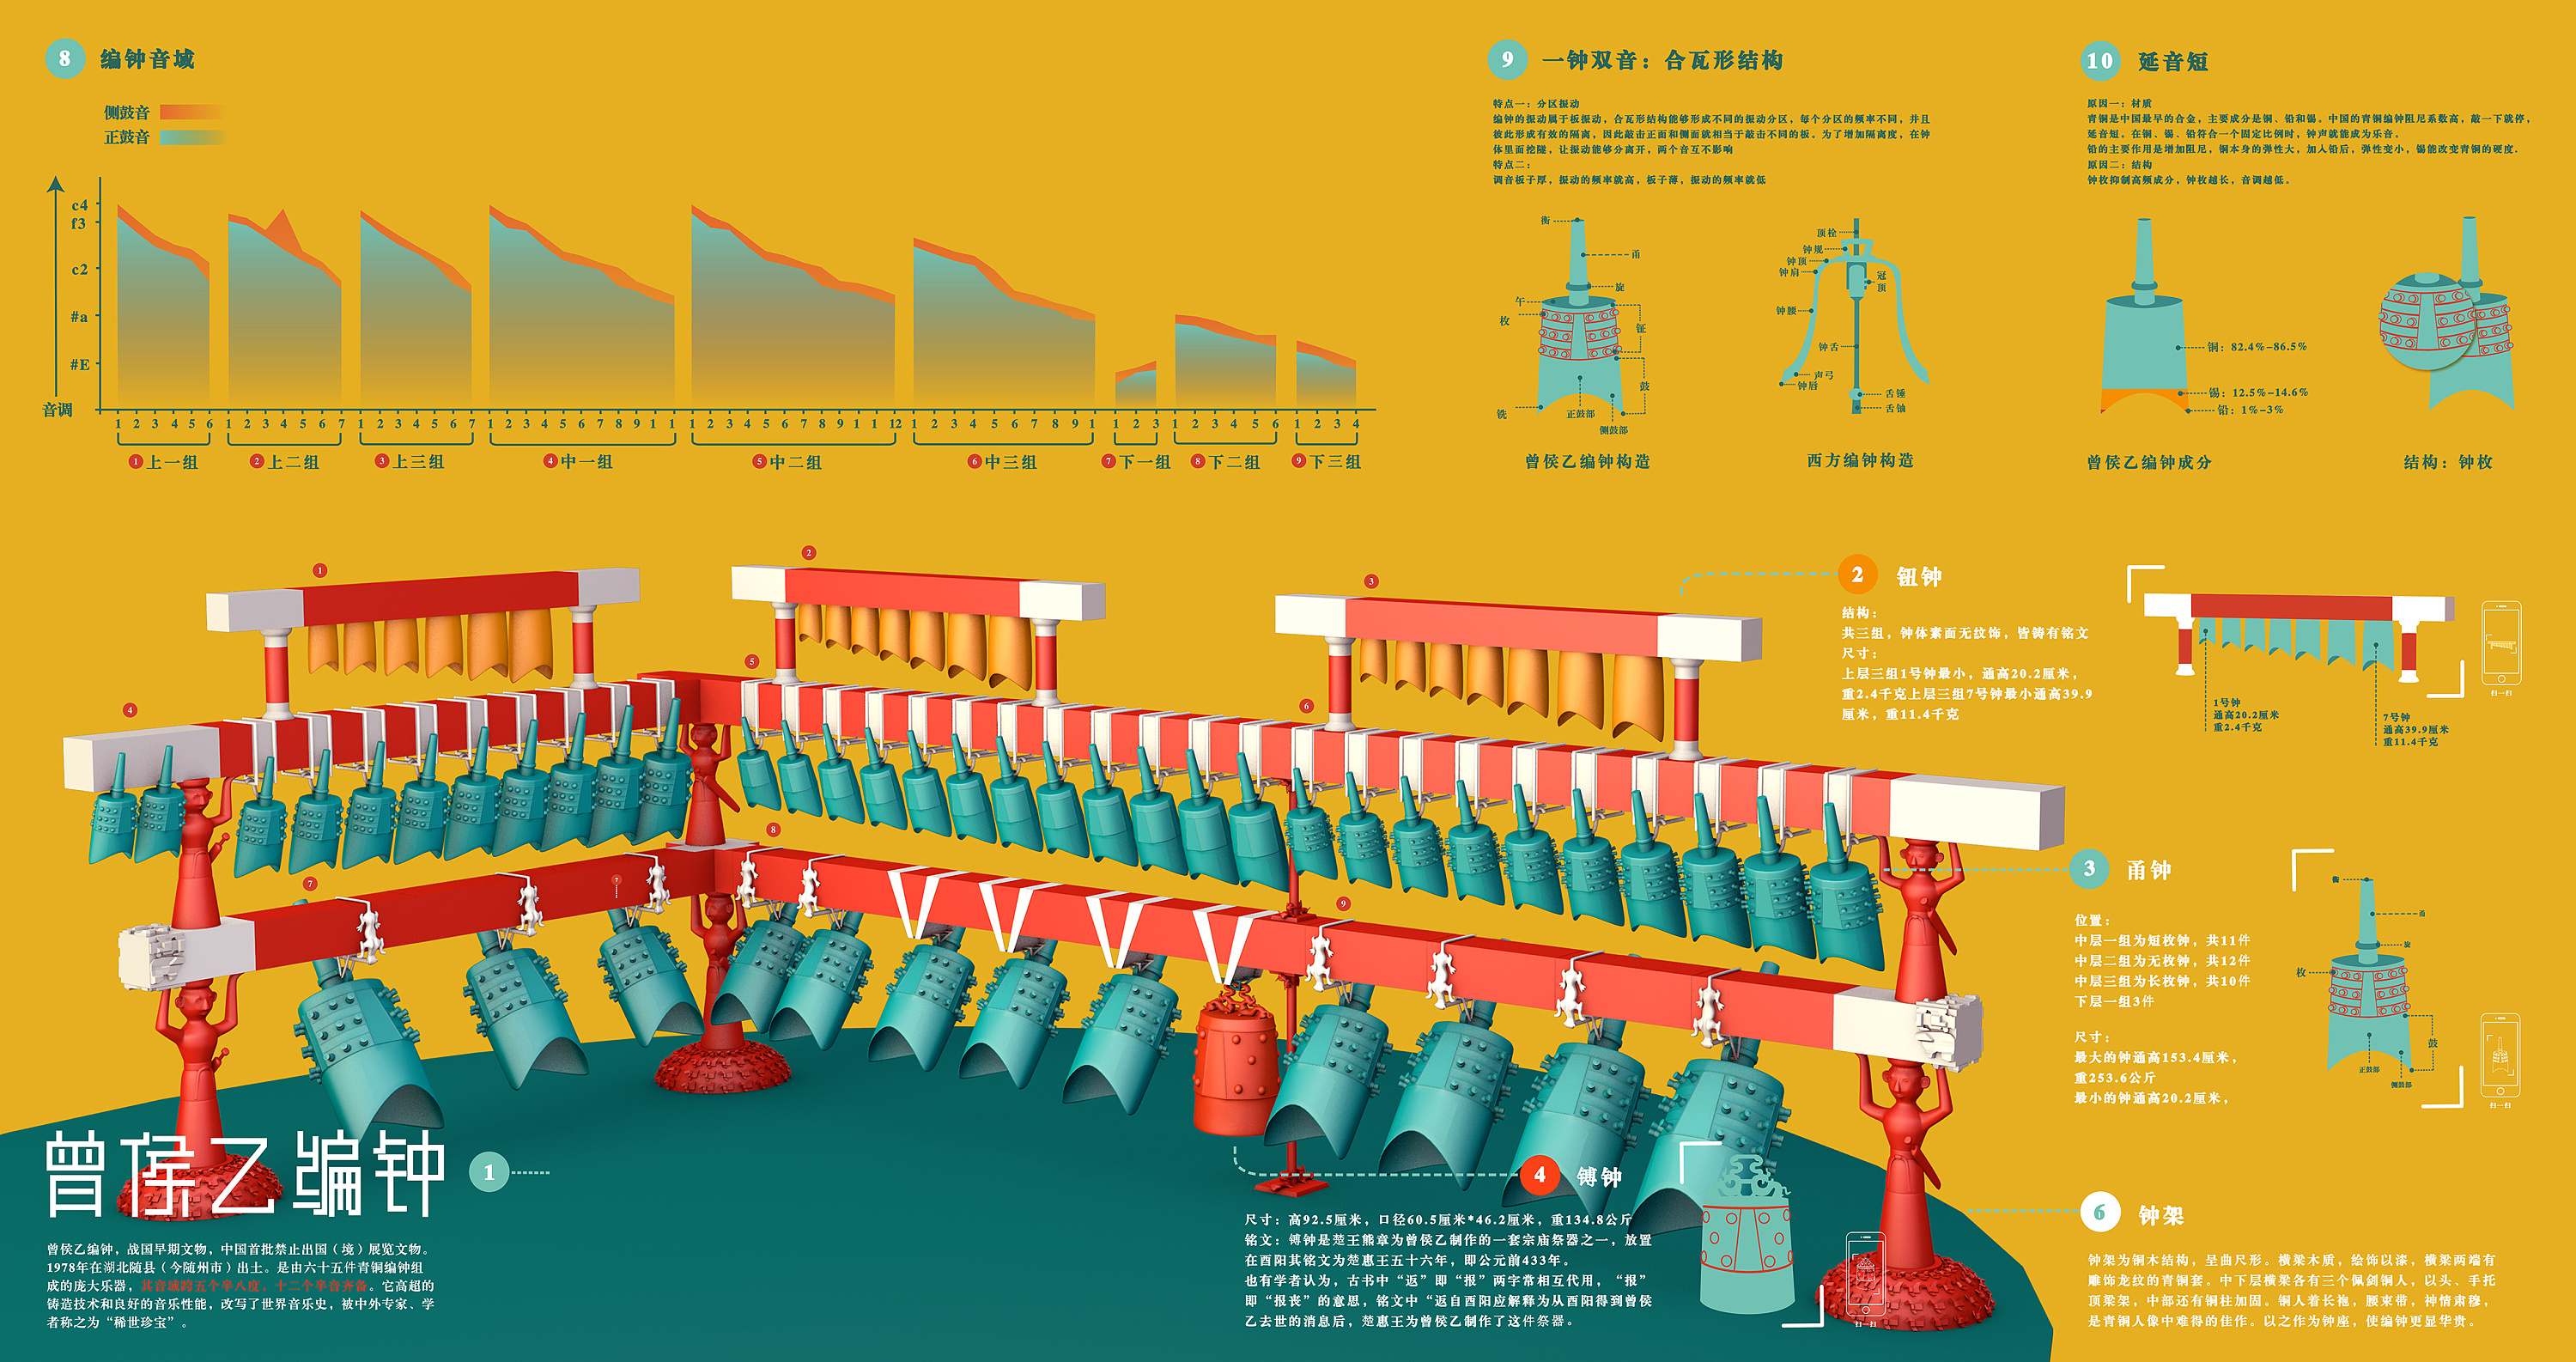 8 编钟音域
侧鼓音
正鼓音
c4
f3
c2
#a
#E
音调
1 2 3 4 5 6
1 2 3 4 5 6 7
1 2 3 4 5 6 7
1 2 3 4 5 6 7 8 9 1 1
1 2 3 4 5 6 7 8 9 1 1 12
1 2 3 4 5 6 7 8 9 1
1 2 3
1 2 3 4 5 6
1 2 3 4
1 上一组
2 上二组
3 上三组
4 中一组
5 中二组
6 中三组
7 下一组
8 下二组
9 下三组
9 一钟双音：合瓦形结构
特点一：分区振动
编钟的振动属于板振动，合瓦形结构能够形成不同的振动分区，每个分区的频率不同，并且
彼此形成有效的隔离，因此敲击正面和侧面就相当于敲击不同的板。为了增加隔离度，在钟
体里面挖隧，让振动能够分离开，两个音互不影响
特点二：
调音板子厚，振动的频率就高，板子薄，振动的频率就低
衡
甬
旋
午
枚
钲
鼓
铣
正鼓部
侧鼓部
曾侯乙编钟构造
顶栓
钟规
钟顶
钟肩
冠
顶
钟腰
钟舌
声弓
钟唇
舌锤
舌铀
西方编钟构造
10 延音短
原因一：材质
青铜是中国最早的合金，主要成分是铜、铅和锡。中国的青铜编钟阻尼系数高，敲一下就停，
延音短。在铜、锡、铅符合一个固定比例时，钟声就能成为乐音。
铅的主要作用是增加阻尼，铜本身的弹性大，加入铅后，弹性变小，锡能改变青铜的硬度.
原因二：结构
钟枚抑制高频成分，钟枚越长，音调越低。
铜：82.4%-86.5%
锡：12.5%-14.6%
铅：1%-3%
曾侯乙编钟成分
结构：钟枚
1
2
3
4
5
6
7
8
9
2 钮钟
结构：
共三组，钟体素面无纹饰，皆铸有铭文
尺寸：
上层三组1号钟最小，通高20.2厘米，
重2.4千克上层三组7号钟最小通高39.9
厘米，重11.4千克
1号钟
通高20.2厘米
重2.4千克
7号钟
通高39.9厘米
重11.4千克
扫一扫
3 甬钟
位置：
中层一组为短枚钟，共11件
中层二组为无枚钟，共12件
中层三组为长枚钟，共10件
下层一组3件
尺寸：
最大的钟通高153.4厘米，
重253.6公斤
最小的钟通高20.2厘米，
衡
甬
旋
枚
鼓
正鼓部
侧鼓部
扫一扫
曾侯乙编钟 1
曾侯乙编钟，战国早期文物，中国首批禁止出国（境）展览文物。
1978年在湖北随县（今随州市）出土。是由六十五件青铜编钟组
成的庞大乐器，其音域跨五个半八度，十二个半音齐备。它高超的
铸造技术和良好的音乐性能，改写了世界音乐史，被中外专家、学
者称之为“稀世珍宝”。
4 镈钟
尺寸：高92.5厘米，口径60.5厘米*46.2厘米，重134.8公斤
铭文：镈钟是楚王熊章为曾侯乙制作的一套宗庙祭器之一，放置
在酉阳其铭文为楚惠王五十六年，即公元前433年。
也有学者认为，古书中“返”即“报”两字常相互代用，“报”
即“报丧”的意思，铭文中“返自酉阳应解释为从酉阳得到曾侯
乙去世的消息后，楚惠王为曾侯乙制作了这件祭器。
扫一扫
6 钟架
钟架为铜木结构，呈曲尺形。横梁木质，绘饰以漆，横梁两端有
雕饰龙纹的青铜套。中下层横梁各有三个佩剑铜人，以头、手托
顶梁架，中部还有铜柱加固。铜人着长袍，腰束带，神情肃穆，
是青铜人像中难得的佳作。以之作为钟座，使编钟更显华贵。